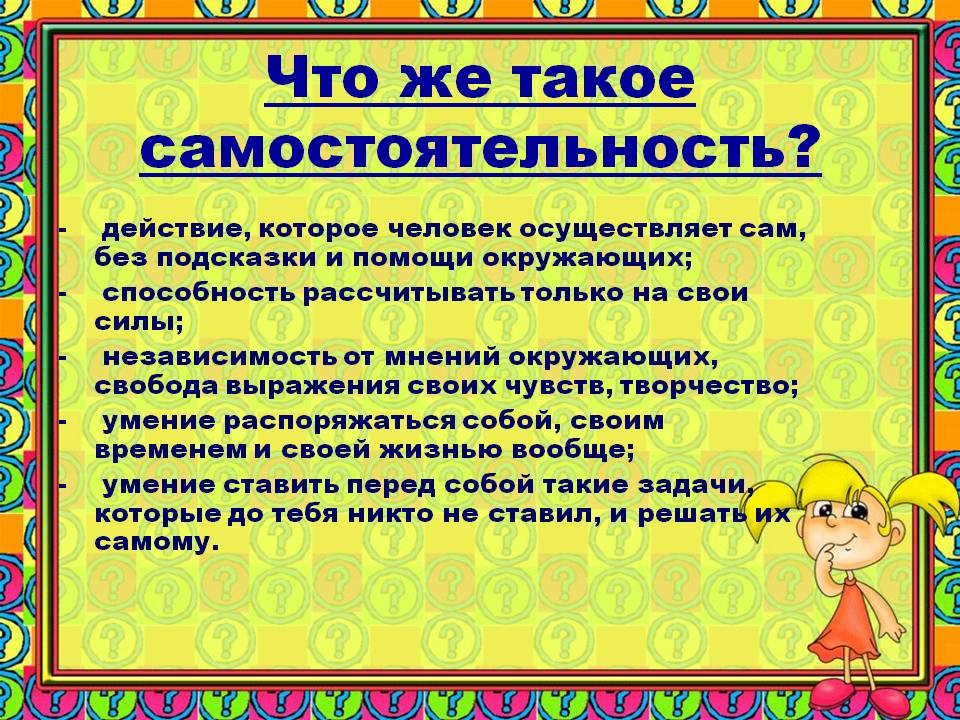 Что же такое
самостоятельность?
- действие, которое человек осуществляет сам,
без подсказки и помощи окружающих;
- способность рассчитывать только на свои
силы;
- независимость от мнений окружающих,
свобода выражения своих чувств, творчество;
- умение распоряжаться собой, своим
временем и своей жизнью вообще;
- умение ставить перед собой такие задачи,
которые до тебя никто не ставил, и решать их
самому.